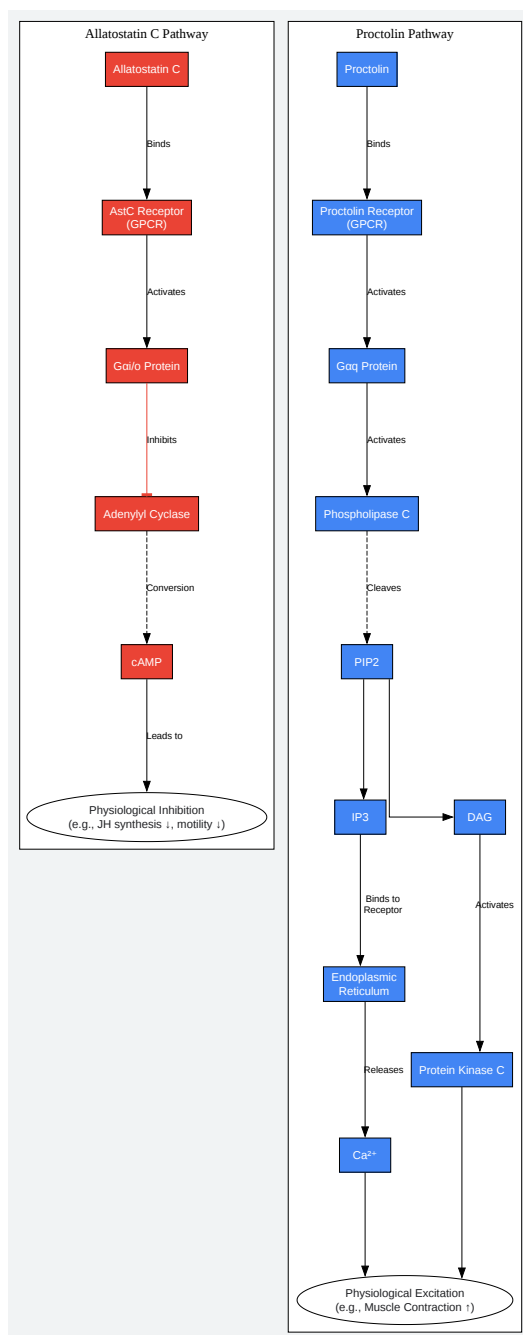 Allatostatin C Pathway
Allatostatin C
Binds
AstC Receptor
(GPCR)
Activates
Gαi/o Protein
Inhibits
Adenylyl Cyclase
Conversion
cAMP
Leads to
Physiological Inhibition
(e.g., JH synthesis ↓, motility ↓)
Proctolin Pathway
Proctolin
Binds
Proctolin Receptor
(GPCR)
Activates
Gαq Protein
Activates
Phospholipase C
Cleaves
PIP2
IP3
DAG
Binds to
Receptor
Activates
Endoplasmic
Reticulum
Releases
Protein Kinase C
Ca²⁺
Physiological Excitation
(e.g., Muscle Contraction ↑)